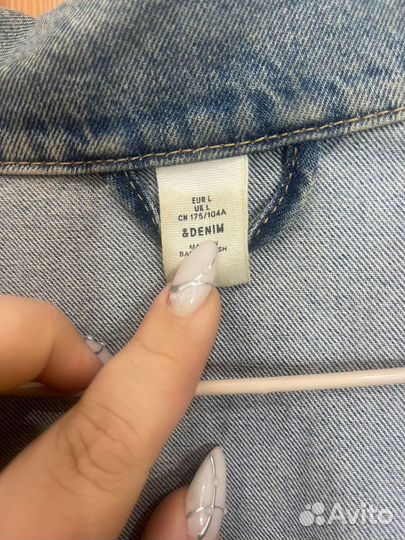 EUR L
UK L
CN 175/104A
&DENIM
Avito